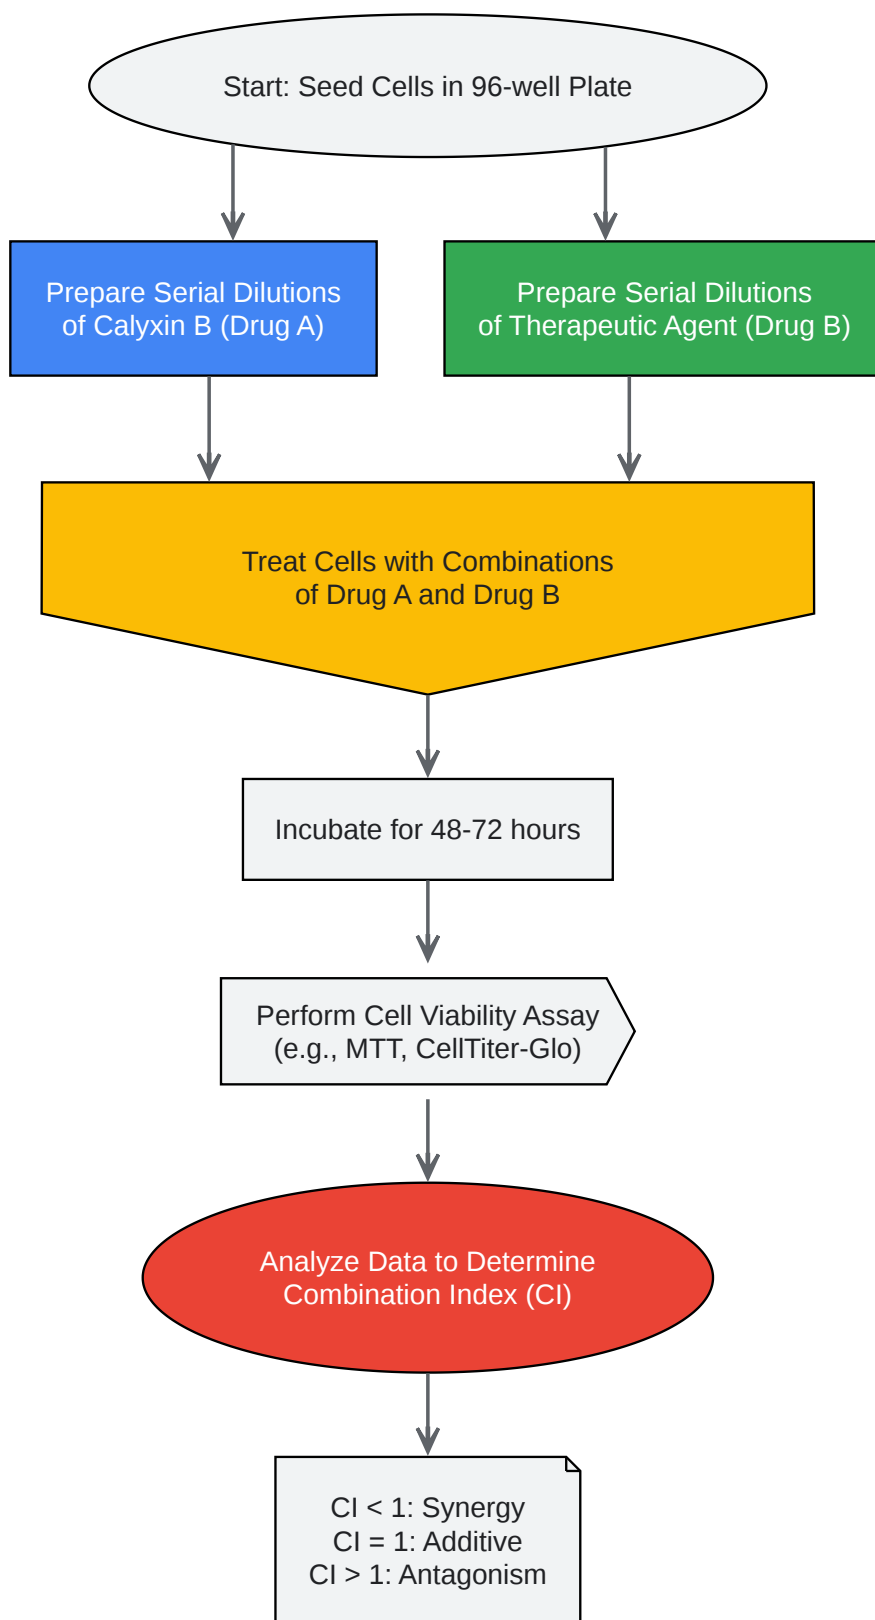 Start: Seed Cells in 96-well Plate
Prepare Serial Dilutions
of Calyxin B (Drug A)
Prepare Serial Dilutions
of Therapeutic Agent (Drug B)
Treat Cells with Combinations
of Drug A and Drug B
Incubate for 48-72 hours
Perform Cell Viability Assay
(e.g., MTT, CellTiter-Glo)
Analyze Data to Determine
Combination Index (CI)
CI < 1: Synergy
CI = 1: Additive
CI > 1: Antagonism